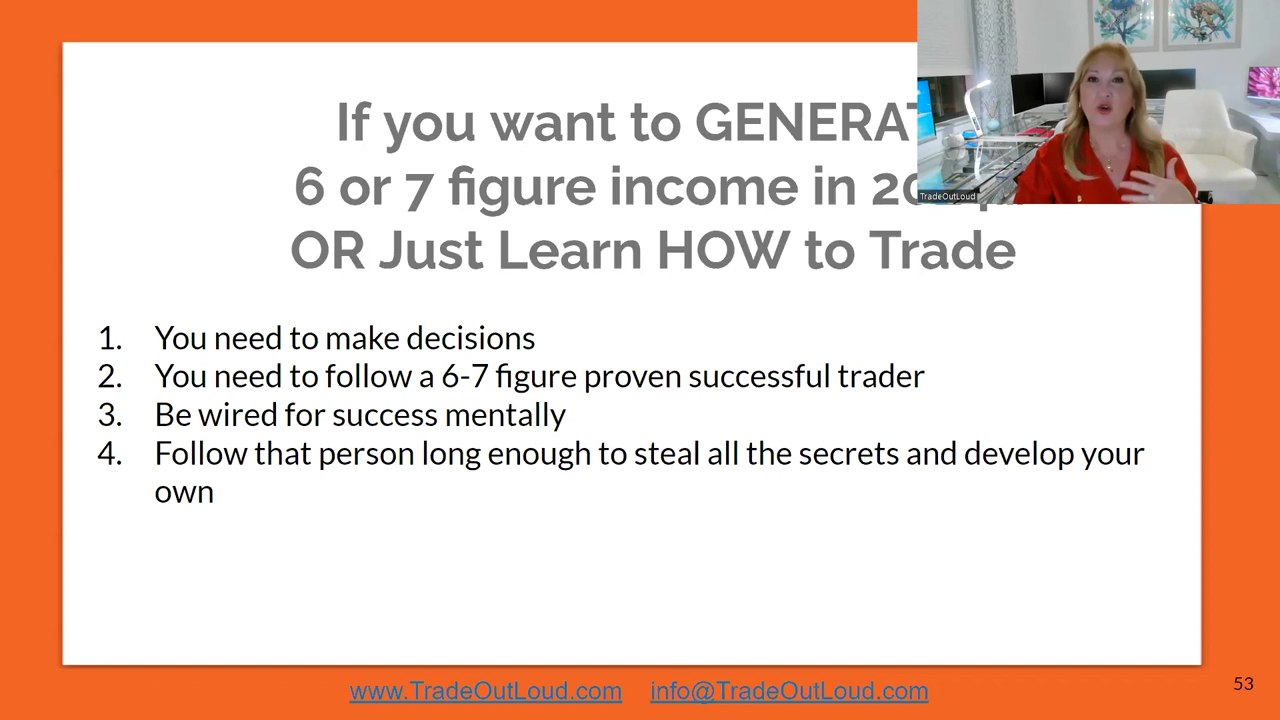 If you want to
6 or 7 figure income in
OR Just Learn HOW to Trade
TradeOutLoud
1. You need to make decisions
2. You need to follow a 6-7 figure proven successful trader
3. Be wired for success mentally
4. Follow that person long enough to steal all the secrets and develop your
own
www.TradeOutLoud.com info@TradeOutLoud.com
53